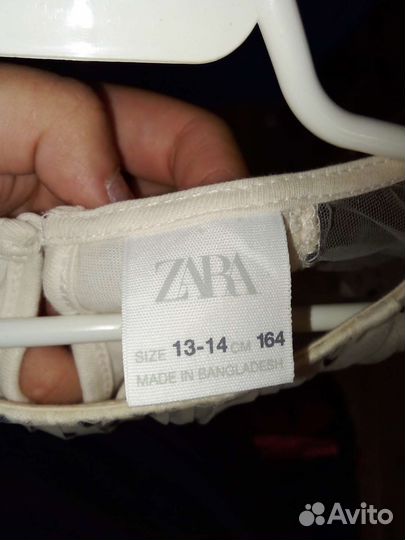 ZARA
SIZE 13-14 CM 164
MADE IN BANGLADESH
Avito